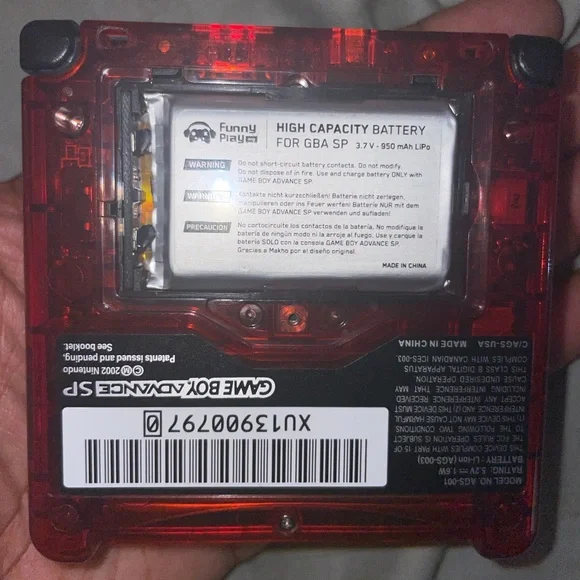 Funny
Playing
HIGH CAPACITY BATTERY
FOR GBA SP 3.7 V - 950 mAh LiPo
WARNING
Do not short-circuit battery contacts. Do not modify.
Do not dispose of in fire. Use and charge battery ONLY with
GAME BOY ADVANCE SP.
Kontakte nicht kurzschließen! Batterie nicht zerlegen,
manipulieren oder ins Feuer werfen! Batterie NUR mit dem
GAME BOY ADVANCE SP verwenden und aufladen!
PRECAUCIÓN
No cartocircuite los contactos de la batería. No modifique la
batería de ningún modo ni la arroje al fuego. Use y cerique la
batería SOLO con la consola GAME BOY ADVANCE SP.
Gracias a Makho por el diseño original.
MADE IN CHINA
MODEL NO. AGS-001
RATING: 3.2V⎓ 1.6W
BATTERY: Li-ion (AGS-003)
THIS DEVICE COMPLIES WITH PART 15 OF
THE FCC RULES. OPERATION IS SUBJECT
TO THE FOLLOWING TWO CONDITIONS:
(1) THIS DEVICE MAY NOT CAUSE HARMFUL
INTERFERENCE AND (2) THIS DEVICE MUST
ACCEPT ANY INTERFERENCE RECEIVED
INCLUDING INTERFERENCE THAT MAY
CAUSE UNDESIRED OPERATION.
THIS CLASS B DIGITAL APPARATUS
COMPLIES WITH CANADIAN ICES-003.
C/AGS-USA MADE IN CHINA
XU13900797 0
GAME BOY ADVANCE SP
©Ⓜ 2002 Nintendo
Patents issued and pending.
See booklet.